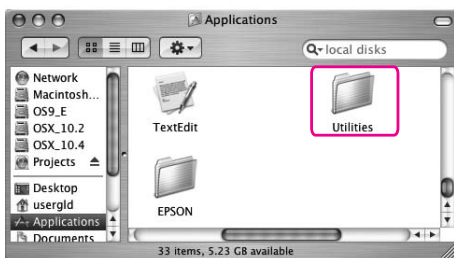 Applications
local disks
Network
Macintosh...
OS9_E
OSX_10.2
OSX_10.4
Projects
Desktop
usergld
Applications
Documents
TextEdit
Utilities
EPSON
33 items, 5.23 GB available